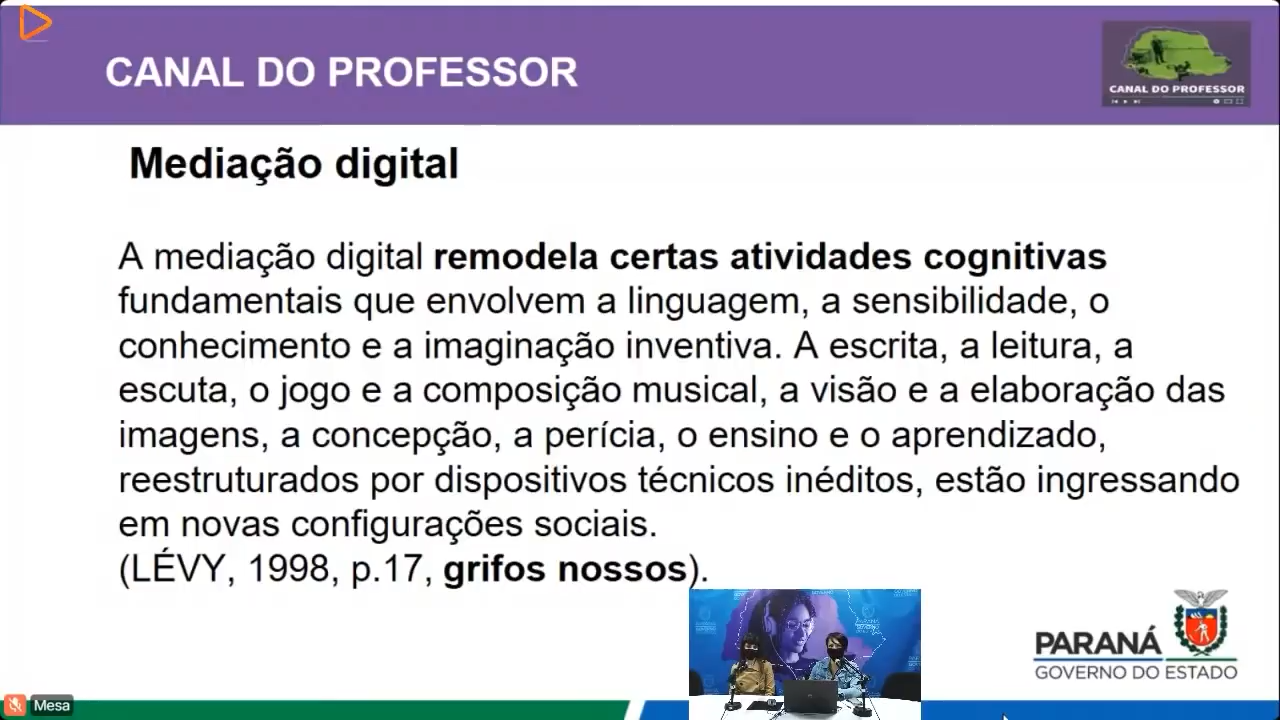 CANAL DO PROFESSOR
CANAL DO PROFESSOR
Mediação digital
A mediação digital remodela certas atividades cognitivas
fundamentais que envolvem a linguagem, a sensibilidade, o
conhecimento e a imaginação inventiva. A escrita, a leitura, a
escuta, o jogo e a composição musical, a visão e a elaboração das
imagens, a concepção, a perícia, o ensino e o aprendizado,
reestruturados por dispositivos técnicos inéditos, estão ingressando
em novas configurações sociais.
(LÉVY, 1998, p.17, grifos nossos).
PARANÁ
GOVERNO DO ESTADO
Mesa